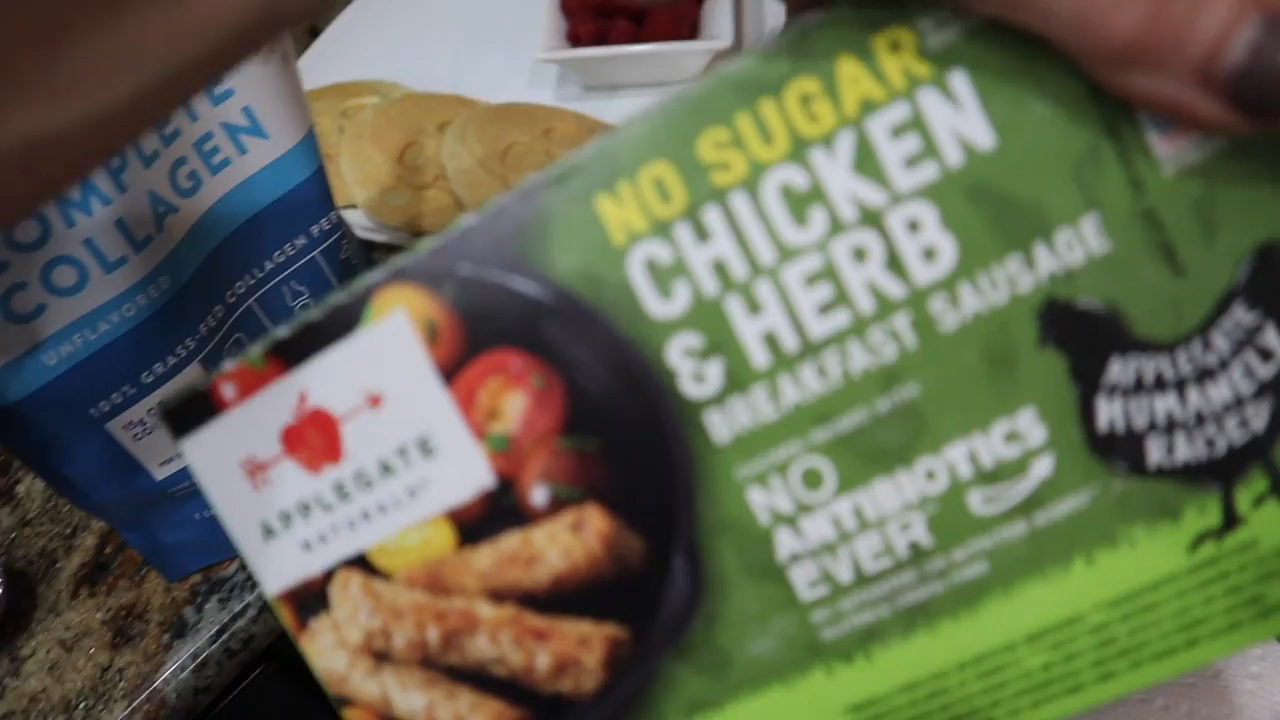 COMPLETE
COLLAGEN
UNFLAVORED
100% GRASS-FED COLLAGEN PEP
NO SUGAR
CHICKEN
& HERB
BREAKFAST SAUSAGE
NO
ANTIBIOTICS
EVER
APPLEGATE
HUMANELY
RAISED
APPLEGATE
NATURALS